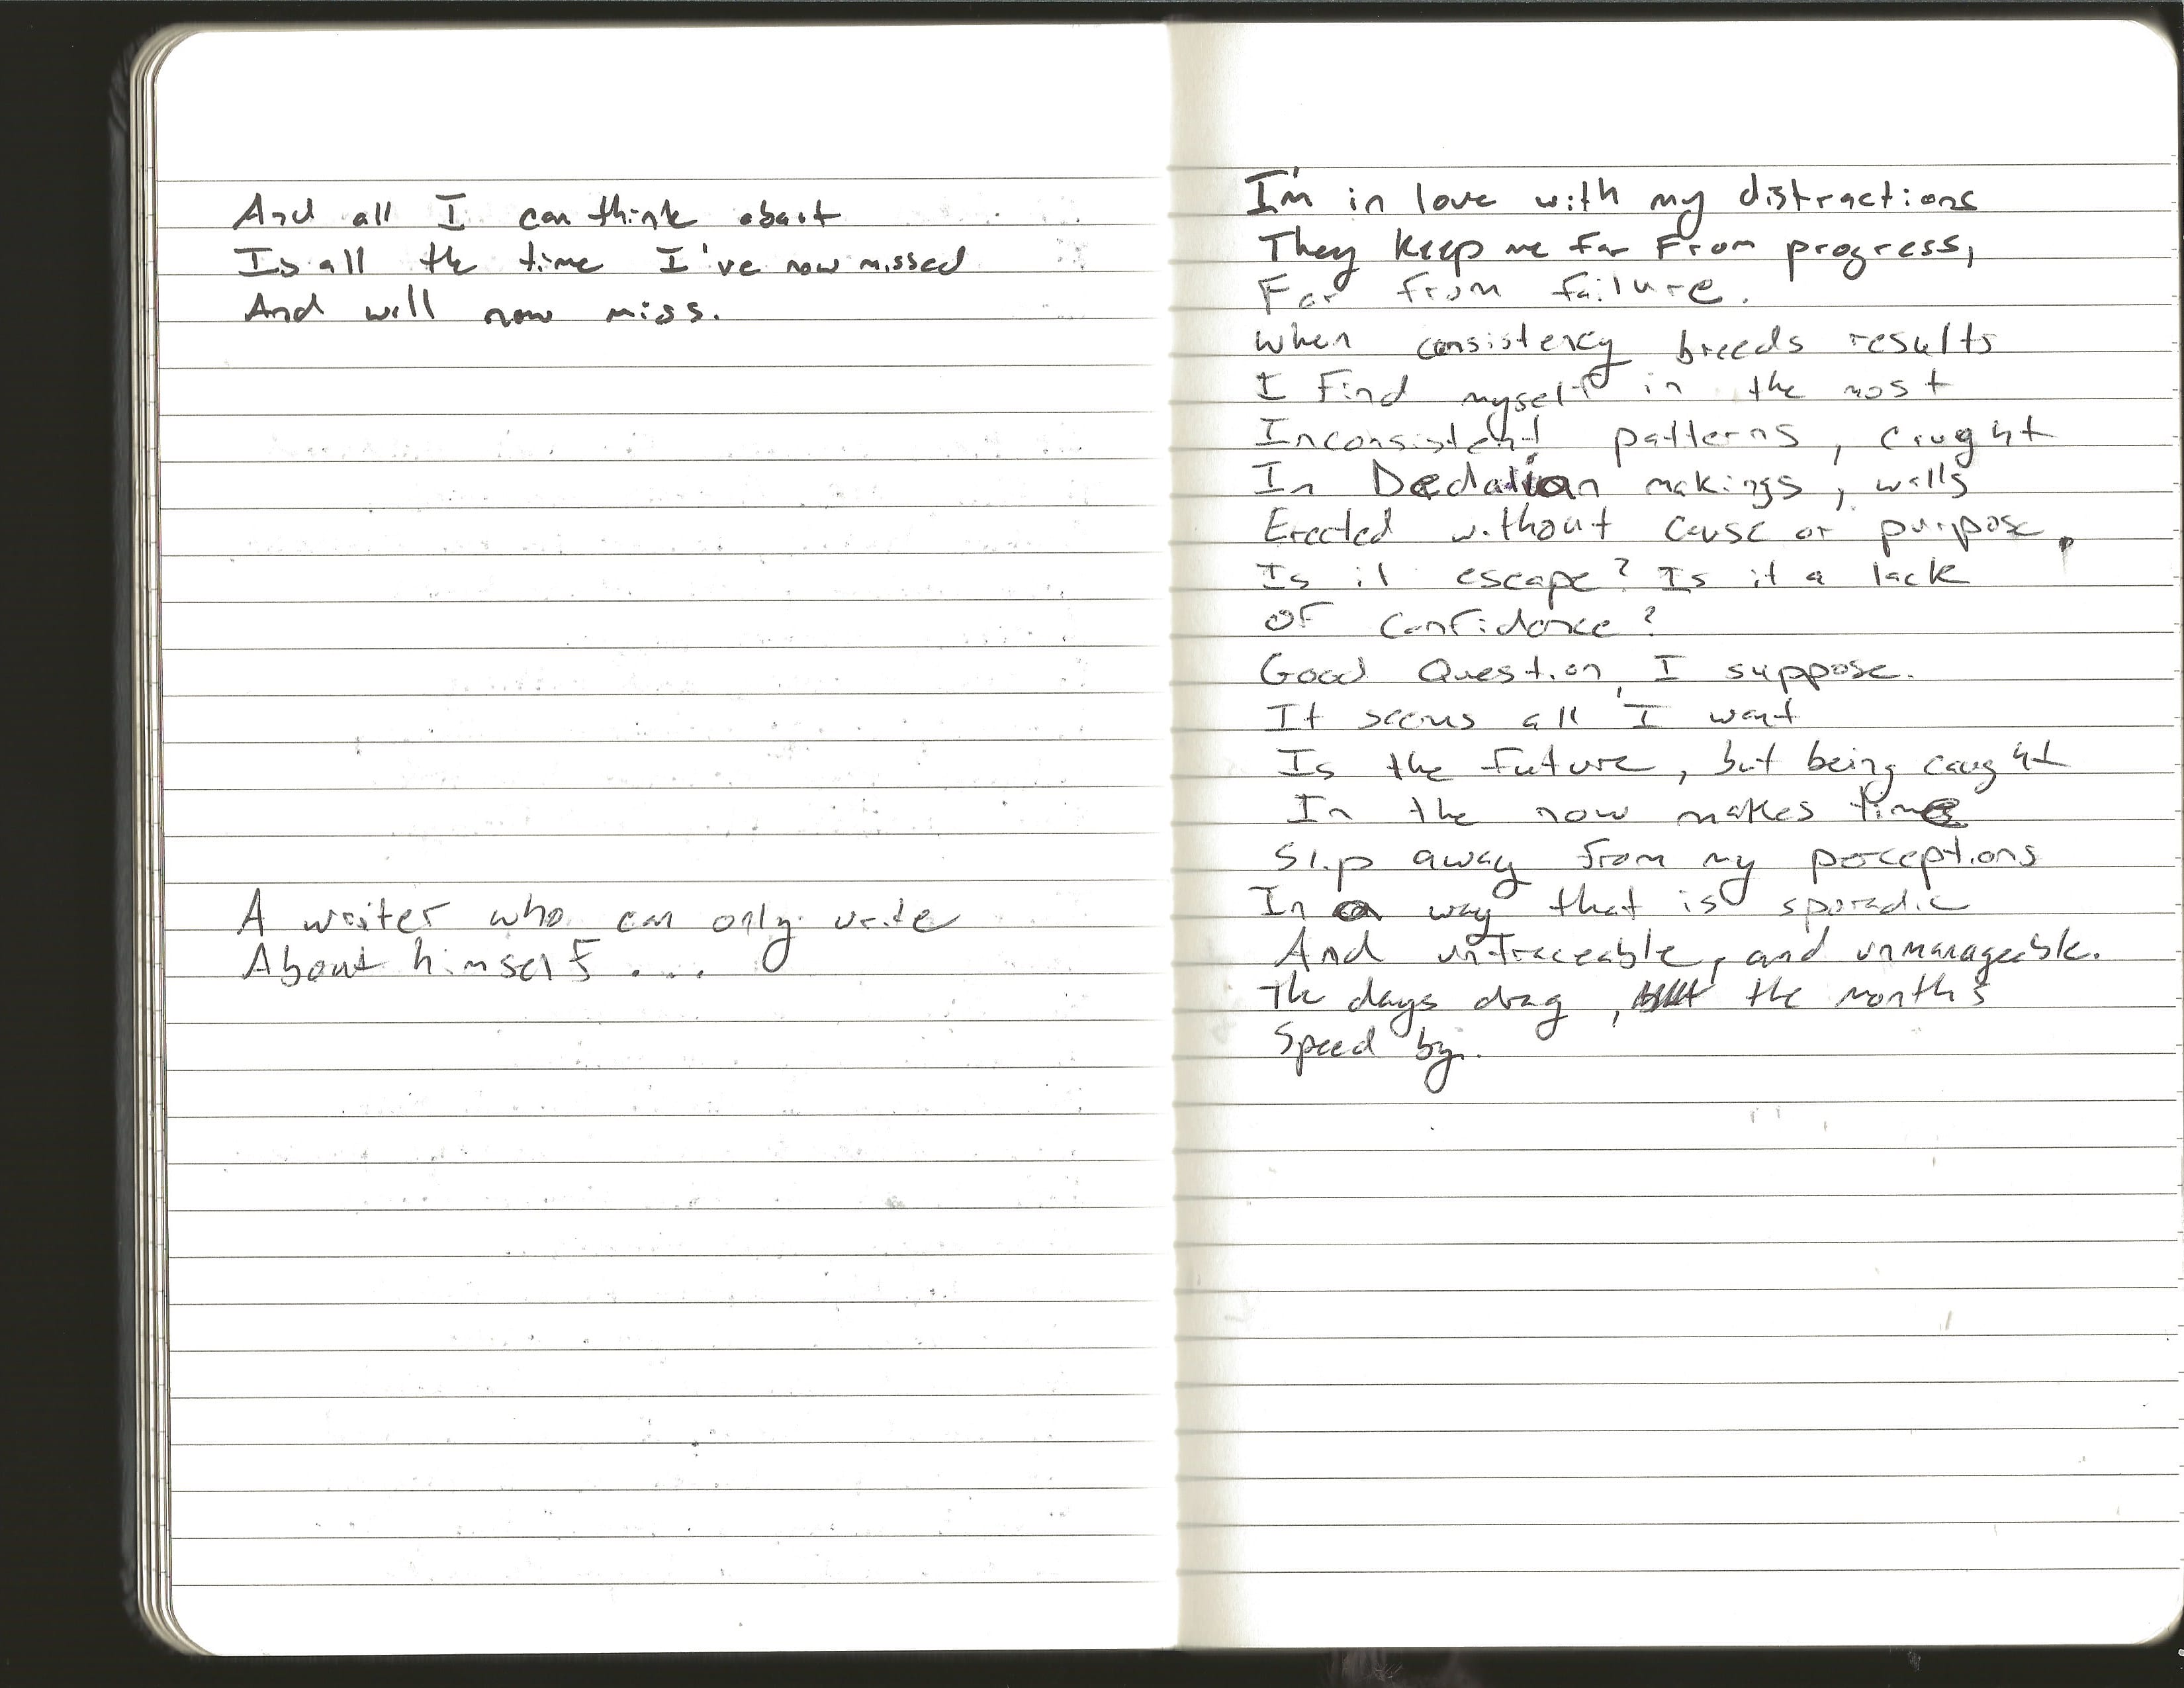 And all I can think about
Is all the time I've now missed
And will now miss.
A writer who can only write
About himself...
I'm in love with my distractions
They keep me far From progress,
Far from failure.
When consistency breeds results
I Find myself in the most
Inconsistent patterns, caught
In Dedalian makings, walls
Erected without cause or purpose.
Is it escape? Is it a lack
OF confidence?
Good Question, I suppose.
It seems all I want
Is the future, but being caught
In the now makes time
Slip away from my perceptions
In a way that is sporadic
And untraceable, and unmanageable.
The days drag, the months
Speed by.